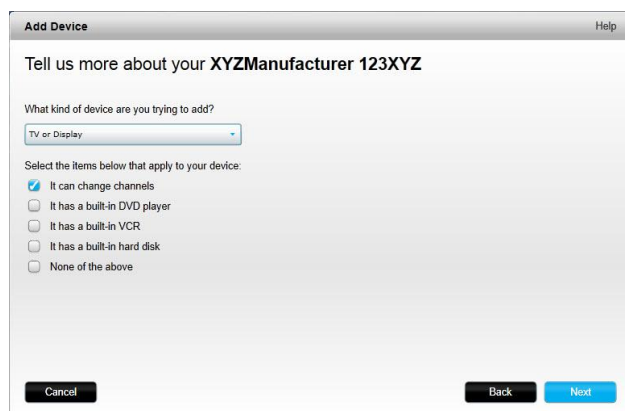 Add Device Help
Tell us more about your XYZManufacturer 123XYZ
What kind of device are you trying to add?
TV or Display
Select the items below that apply to your device:
It can change channels
It has a built-in DVD player
It has a built-in VCR
It has a built-in hard disk
None of the above
Cancel Back Next